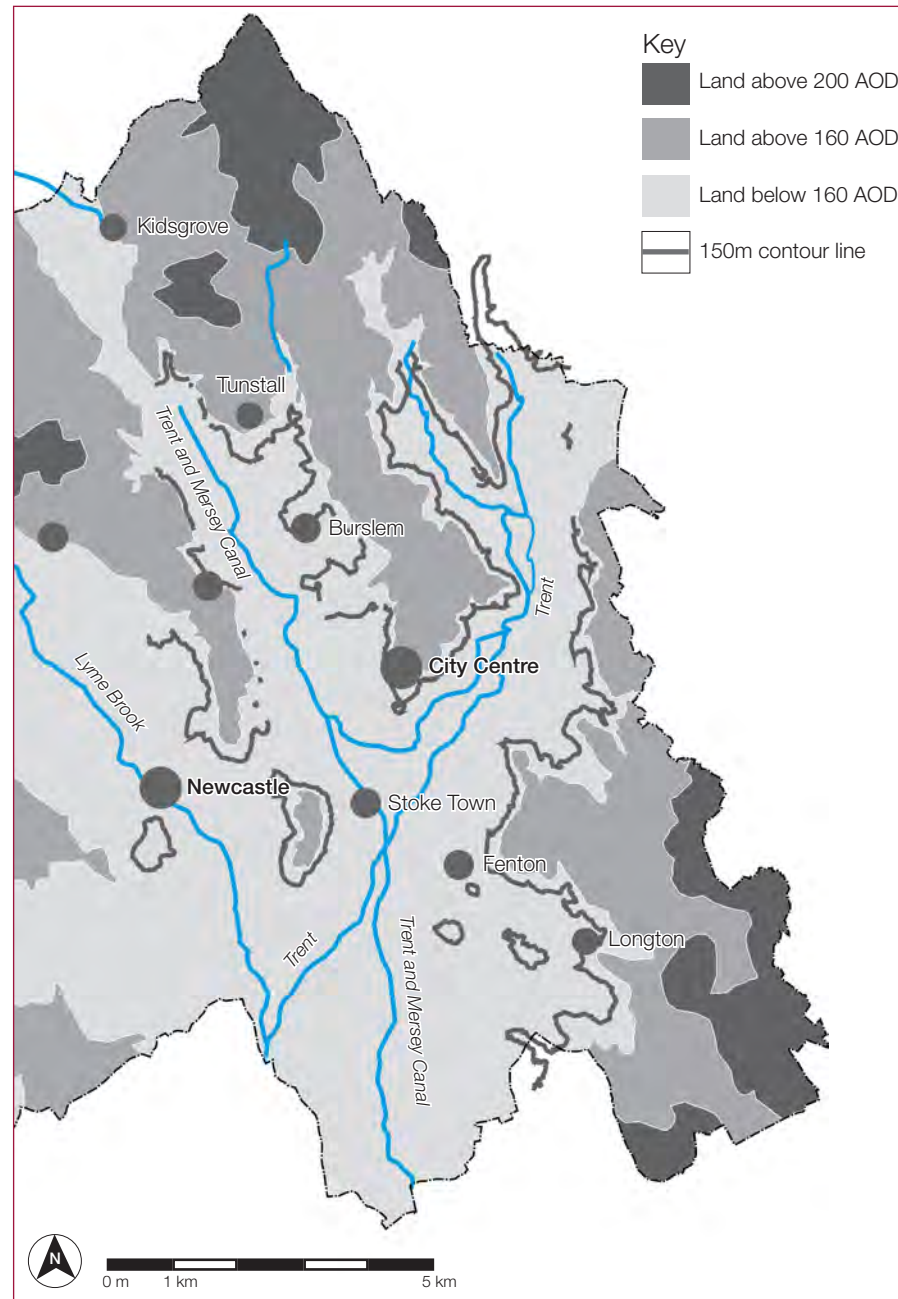 Key
Land above 200 AOD
Land above 160 AOD
Land below 160 AOD
150m contour line
Kidsgrove
Tunstall
Trent and Mersey Canal
Burslem
Trent
City Centre
Lyme Brook
Newcastle
Stoke Town
Fenton
Longton
Trent
Trent and Mersey Canal
N
0 m 1 km 5 km